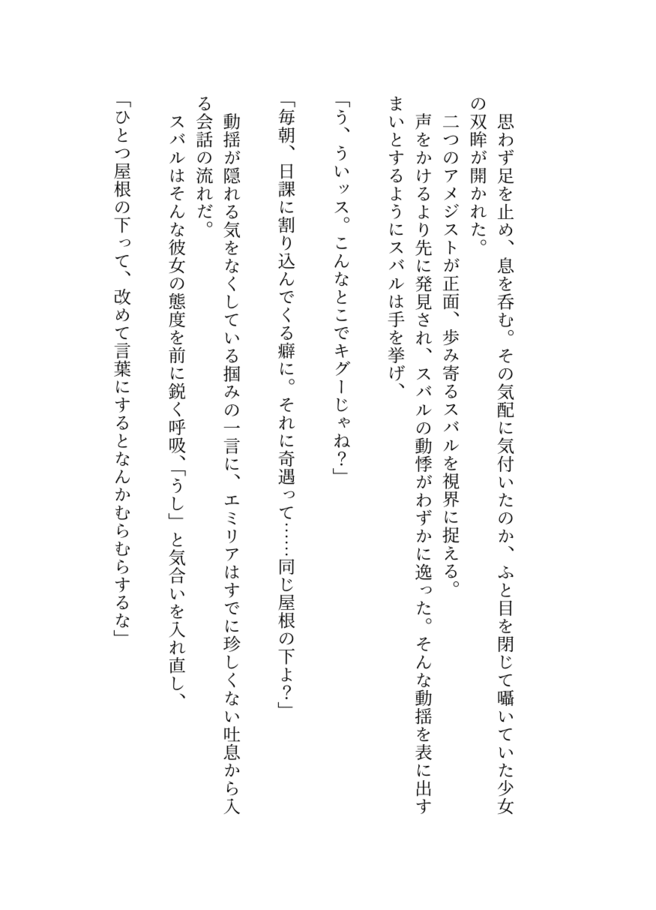 思わず足を止め、息を呑む。その気配に気付いたのか、ふと目を閉じて囁いていた少女
の双眸が開かれた。
二つのアメジストが正面、歩み寄るスバルを視界に捉える。
声をかけるより先に発見され、スバルの動悸がわずかに逸った。そんな動揺を表に出す
まいとするようにスバルは手を挙げ、
「う、ういッス。こんなとこでキグーじゃね？」
「毎朝、日課に割り込んでくる癖に。それに奇遇って……同じ屋根の下よ？」
動揺が隠れる気をなくしている掴みの一言に、エミリアはすでに珍しくない吐息から入
る会話の流れだ。
スバルはそんな彼女の態度を前に鋭く呼吸、「うし」と気合いを入れ直し、
「ひとつ屋根の下って、改めて言葉にするとなんかむらむらするな」